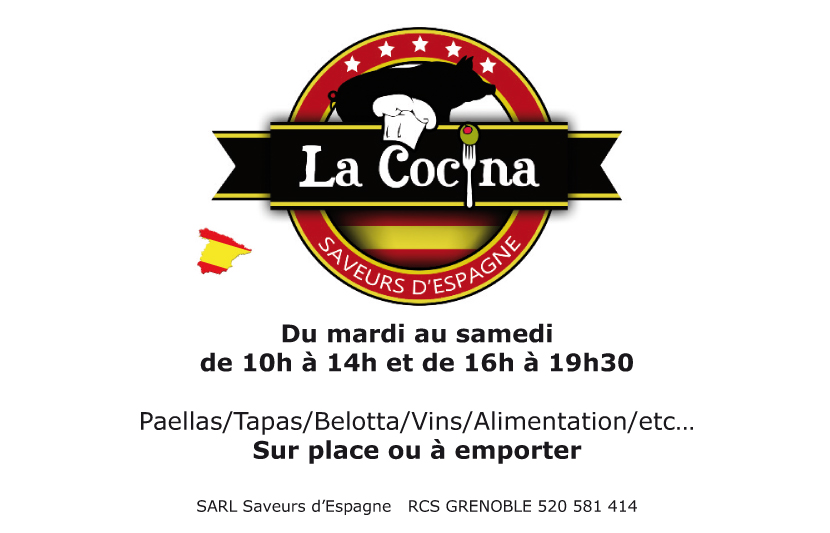 La Cocina
SAVEURS D'ESPAGNE
Du mardi au samedi
de 10h à 14h et de 16h à 19h30
Paellas/Tapas/Belotta/Vins/Alimentation/etc...
Sur place ou à emporter
SARL Saveurs d’Espagne RCS GRENOBLE 520 581 414